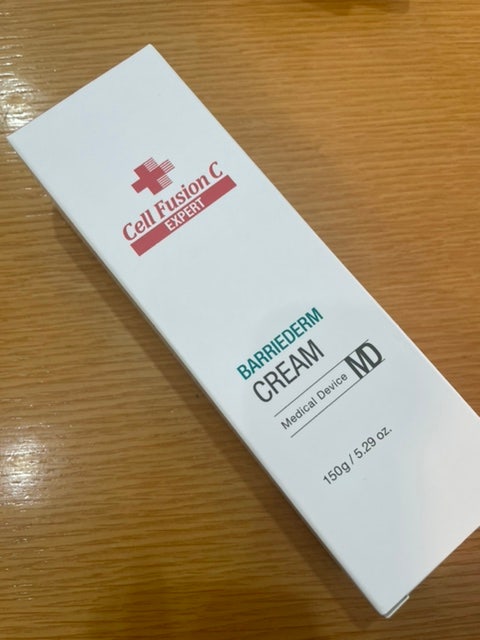 Cell Fusion C
EXPERT
BARRIEDERM
CREAM
Medical Device MD
150g / 5.29 oz.